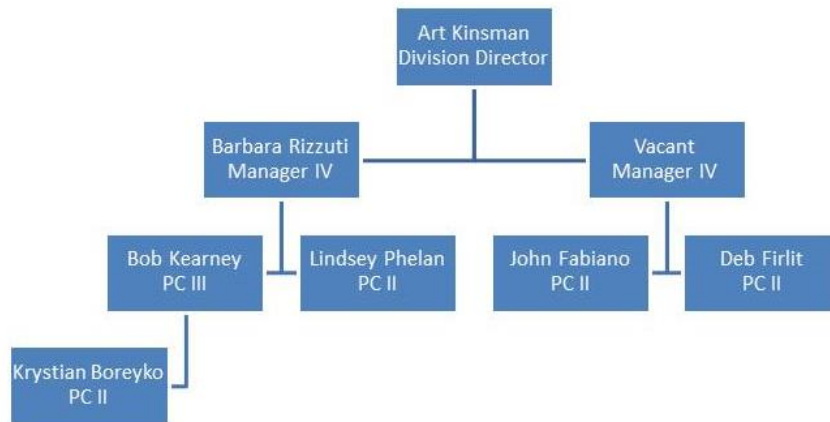 Art Kinsman
Division Director
Barbara Rizzuti
Manager IV
Vacant
Manager IV
Bob Kearney
PC III
Lindsey Phelan
PC II
John Fabiano
PC II
Deb Firlit
PC II
Krystian Boreyko
PC II